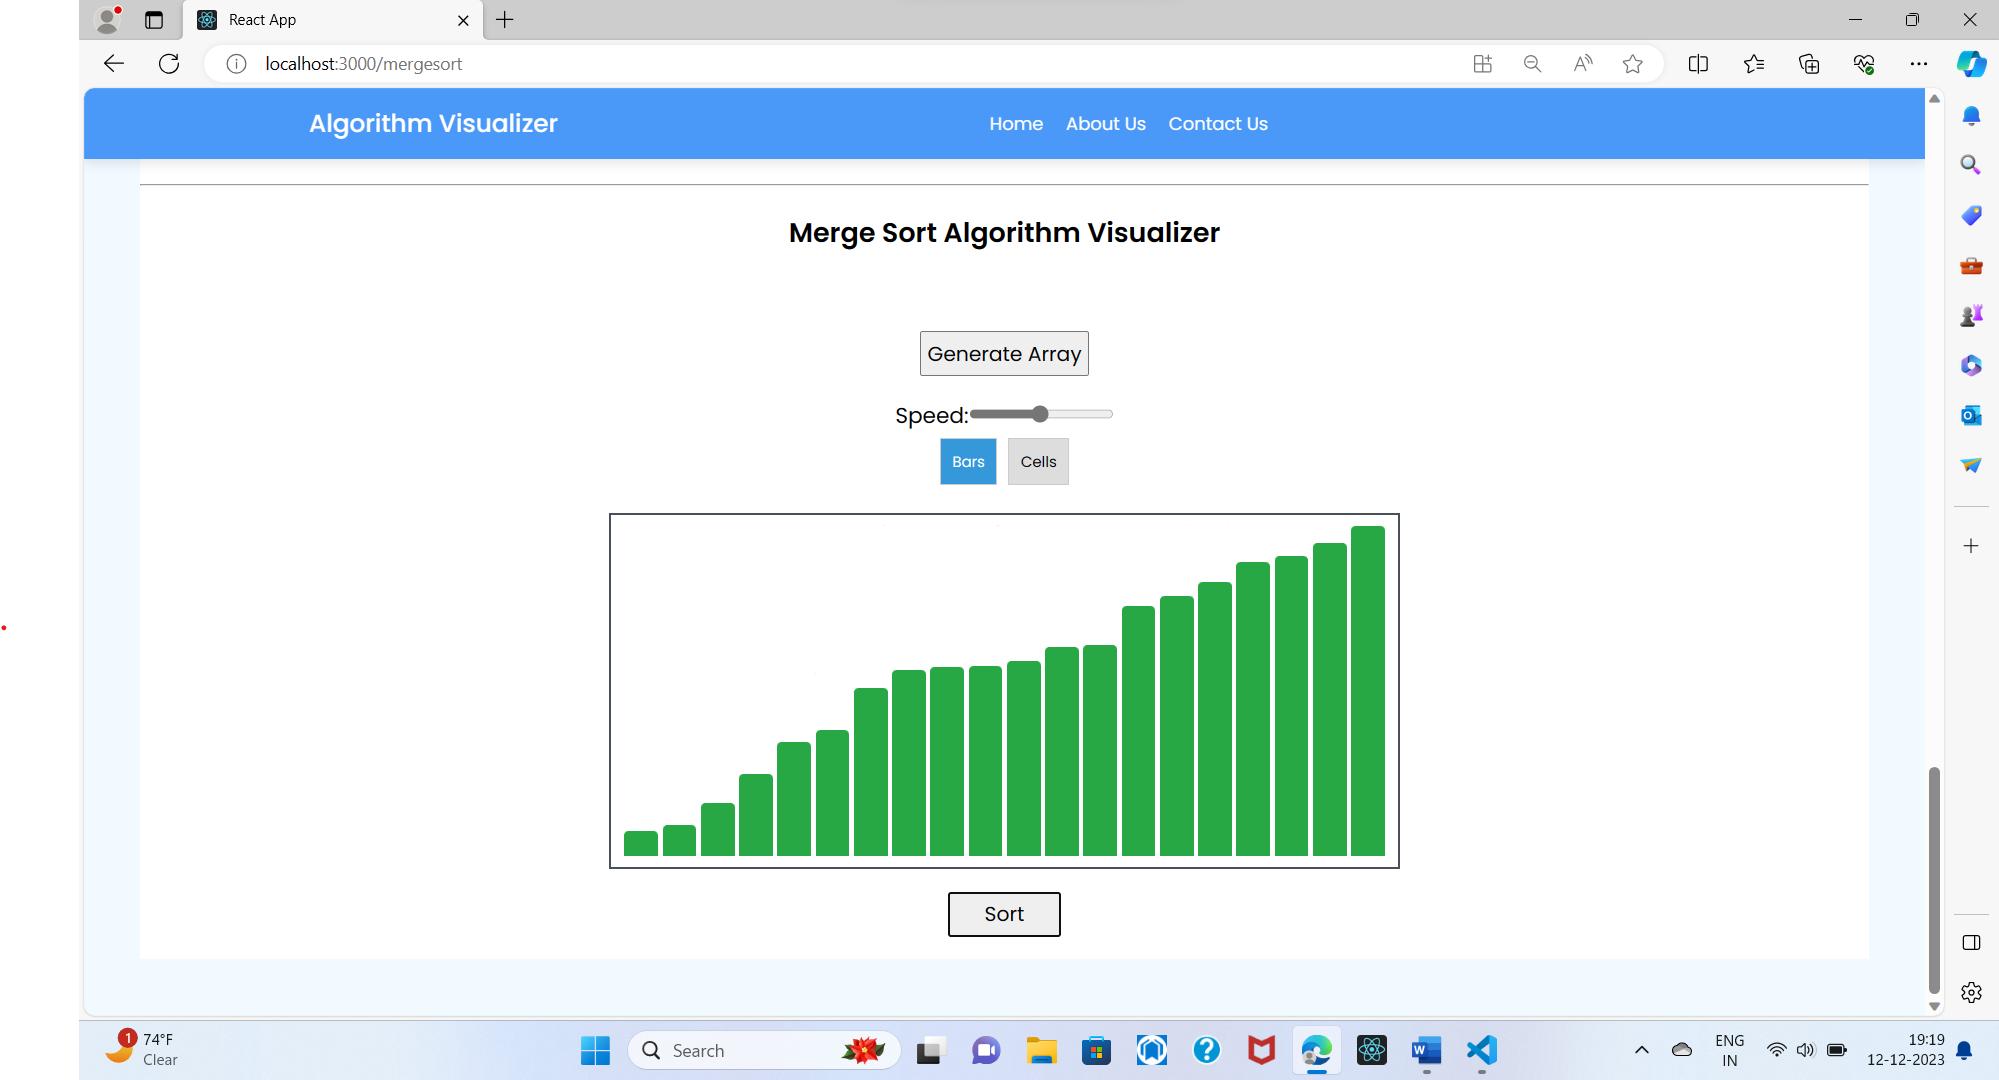 React App
localhost:3000/mergesort
Algorithm Visualizer
Home About Us Contact Us
Merge Sort Algorithm Visualizer
Generate Array
Speed:
Bars Cells
Sort
1
74°F
Clear
Search
ENG
IN
19:19
12-12-2023